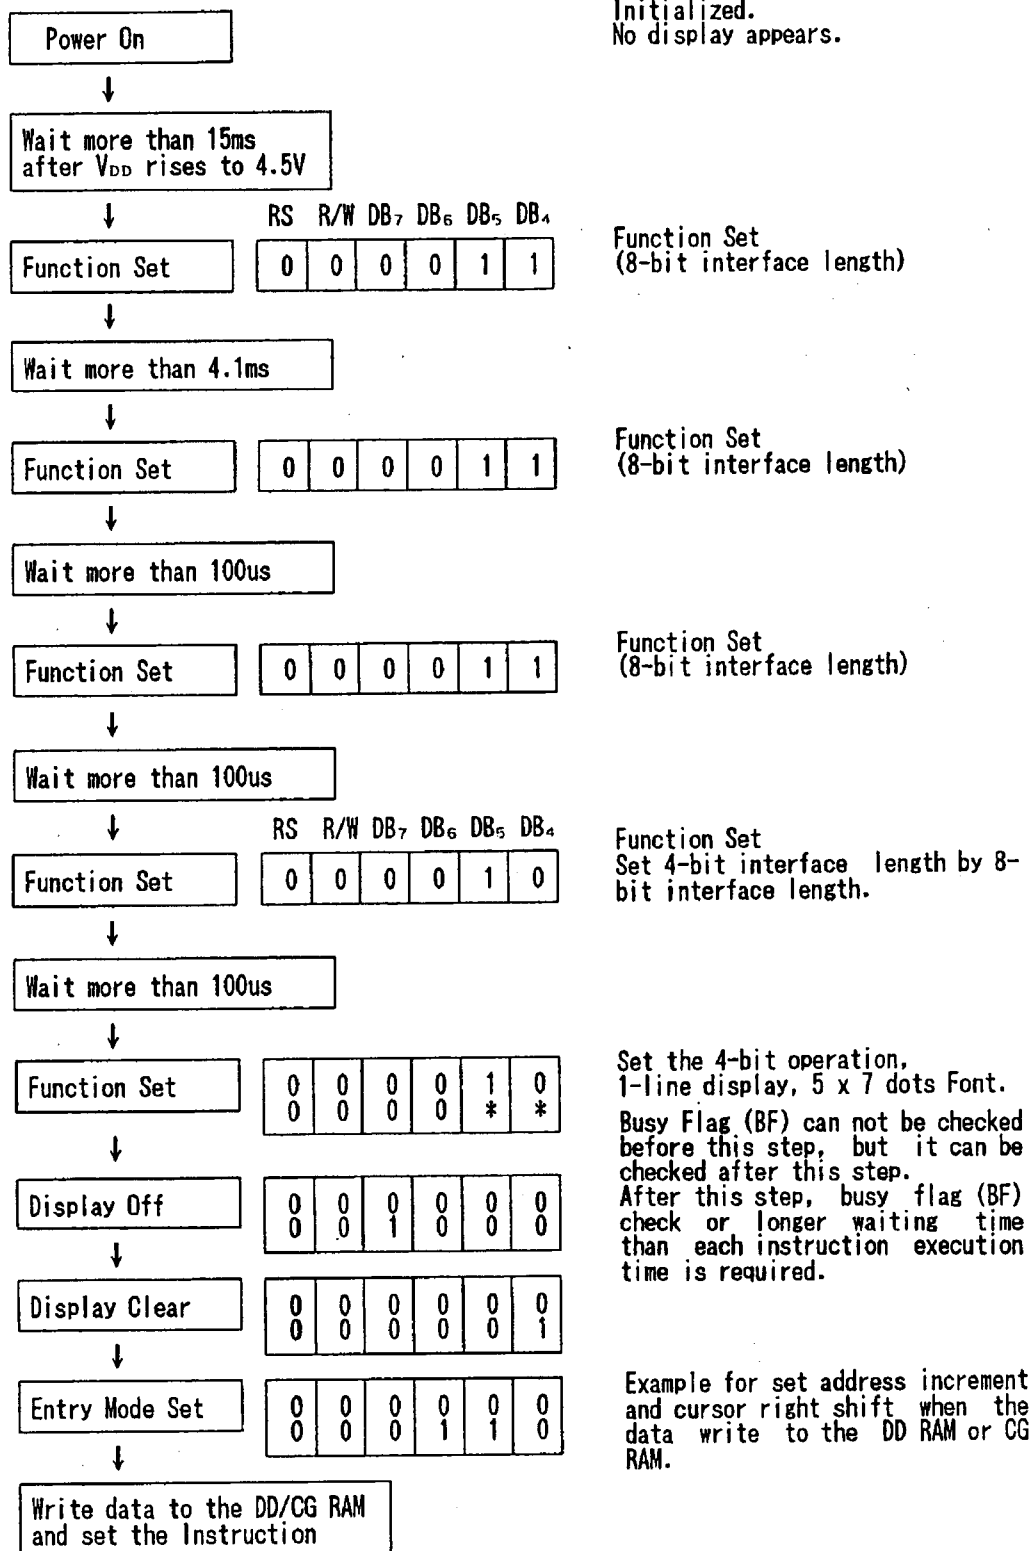 Initialized.
Power On
No display appears.
↓
Wait more than 15ms
after VDD rises to 4.5V
↓
RS R/W DB7 DB6 DB5 DB4
Function Set
0 0 0 0 1 1
Function Set
(8-bit interface length)
↓
Wait more than 4.1ms
↓
Function Set
0 0 0 0 1 1
Function Set
(8-bit interface length)
↓
Wait more than 100us
↓
Function Set
0 0 0 0 1 1
Function Set
(8-bit interface length)
↓
Wait more than 100us
↓
RS R/W DB7 DB6 DB5 DB4
Function Set
0 0 0 0 1 0
Function Set
Set 4-bit interface length by 8-
bit interface length.
↓
Wait more than 100us
↓
Function Set
0 0 0 0 1 0
0 0 0 0 * *
Set the 4-bit operation,
1-line display, 5 x 7 dots Font.
Busy Flag (BF) can not be checked
before this step, but it can be
checked after this step.
After this step, busy flag (BF)
check or longer waiting time
than each instruction execution
time is required.
↓
Display Off
0 0 0 0 0 0
0 0 1 0 0 0
↓
Display Clear
0 0 0 0 0 0
0 0 0 0 0 1
↓
Entry Mode Set
0 0 0 0 0 0
0 0 0 1 1 0
Example for set address increment
and cursor right shift when the
data write to the DD RAM or CG
RAM.
↓
Write data to the DD/CG RAM
and set the Instruction